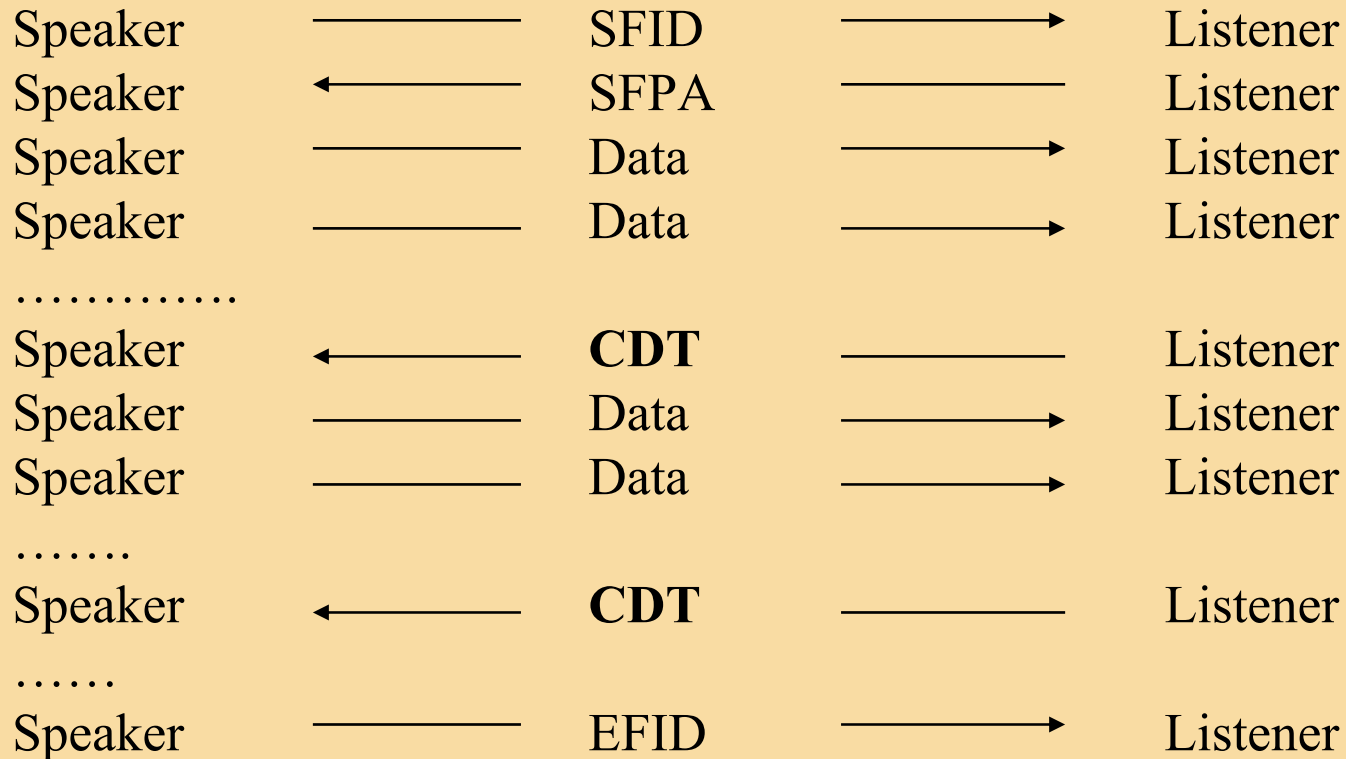 Speaker SFID Listener
Speaker SFPA Listener
Speaker Data Listener
Speaker Data Listener
………….
Speaker CDT Listener
Speaker Data Listener
Speaker Data Listener
…….
Speaker CDT Listener
……
Speaker EFID Listener